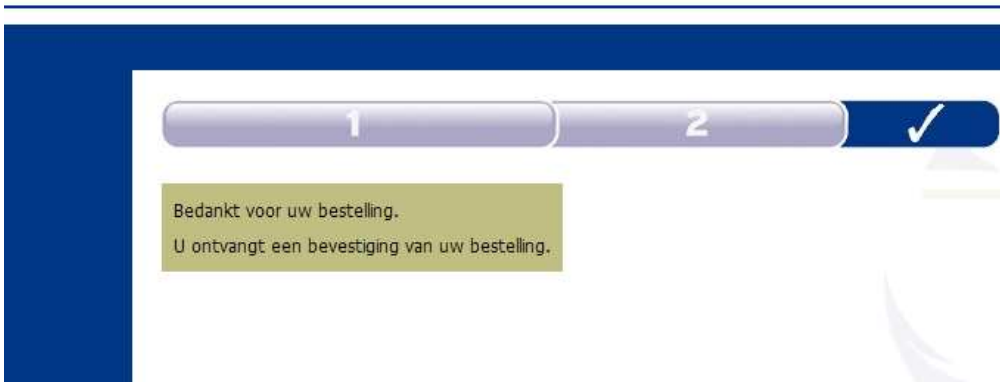 1
2
Bedankt voor uw bestelling.
U ontvangt een bevestiging van uw bestelling.